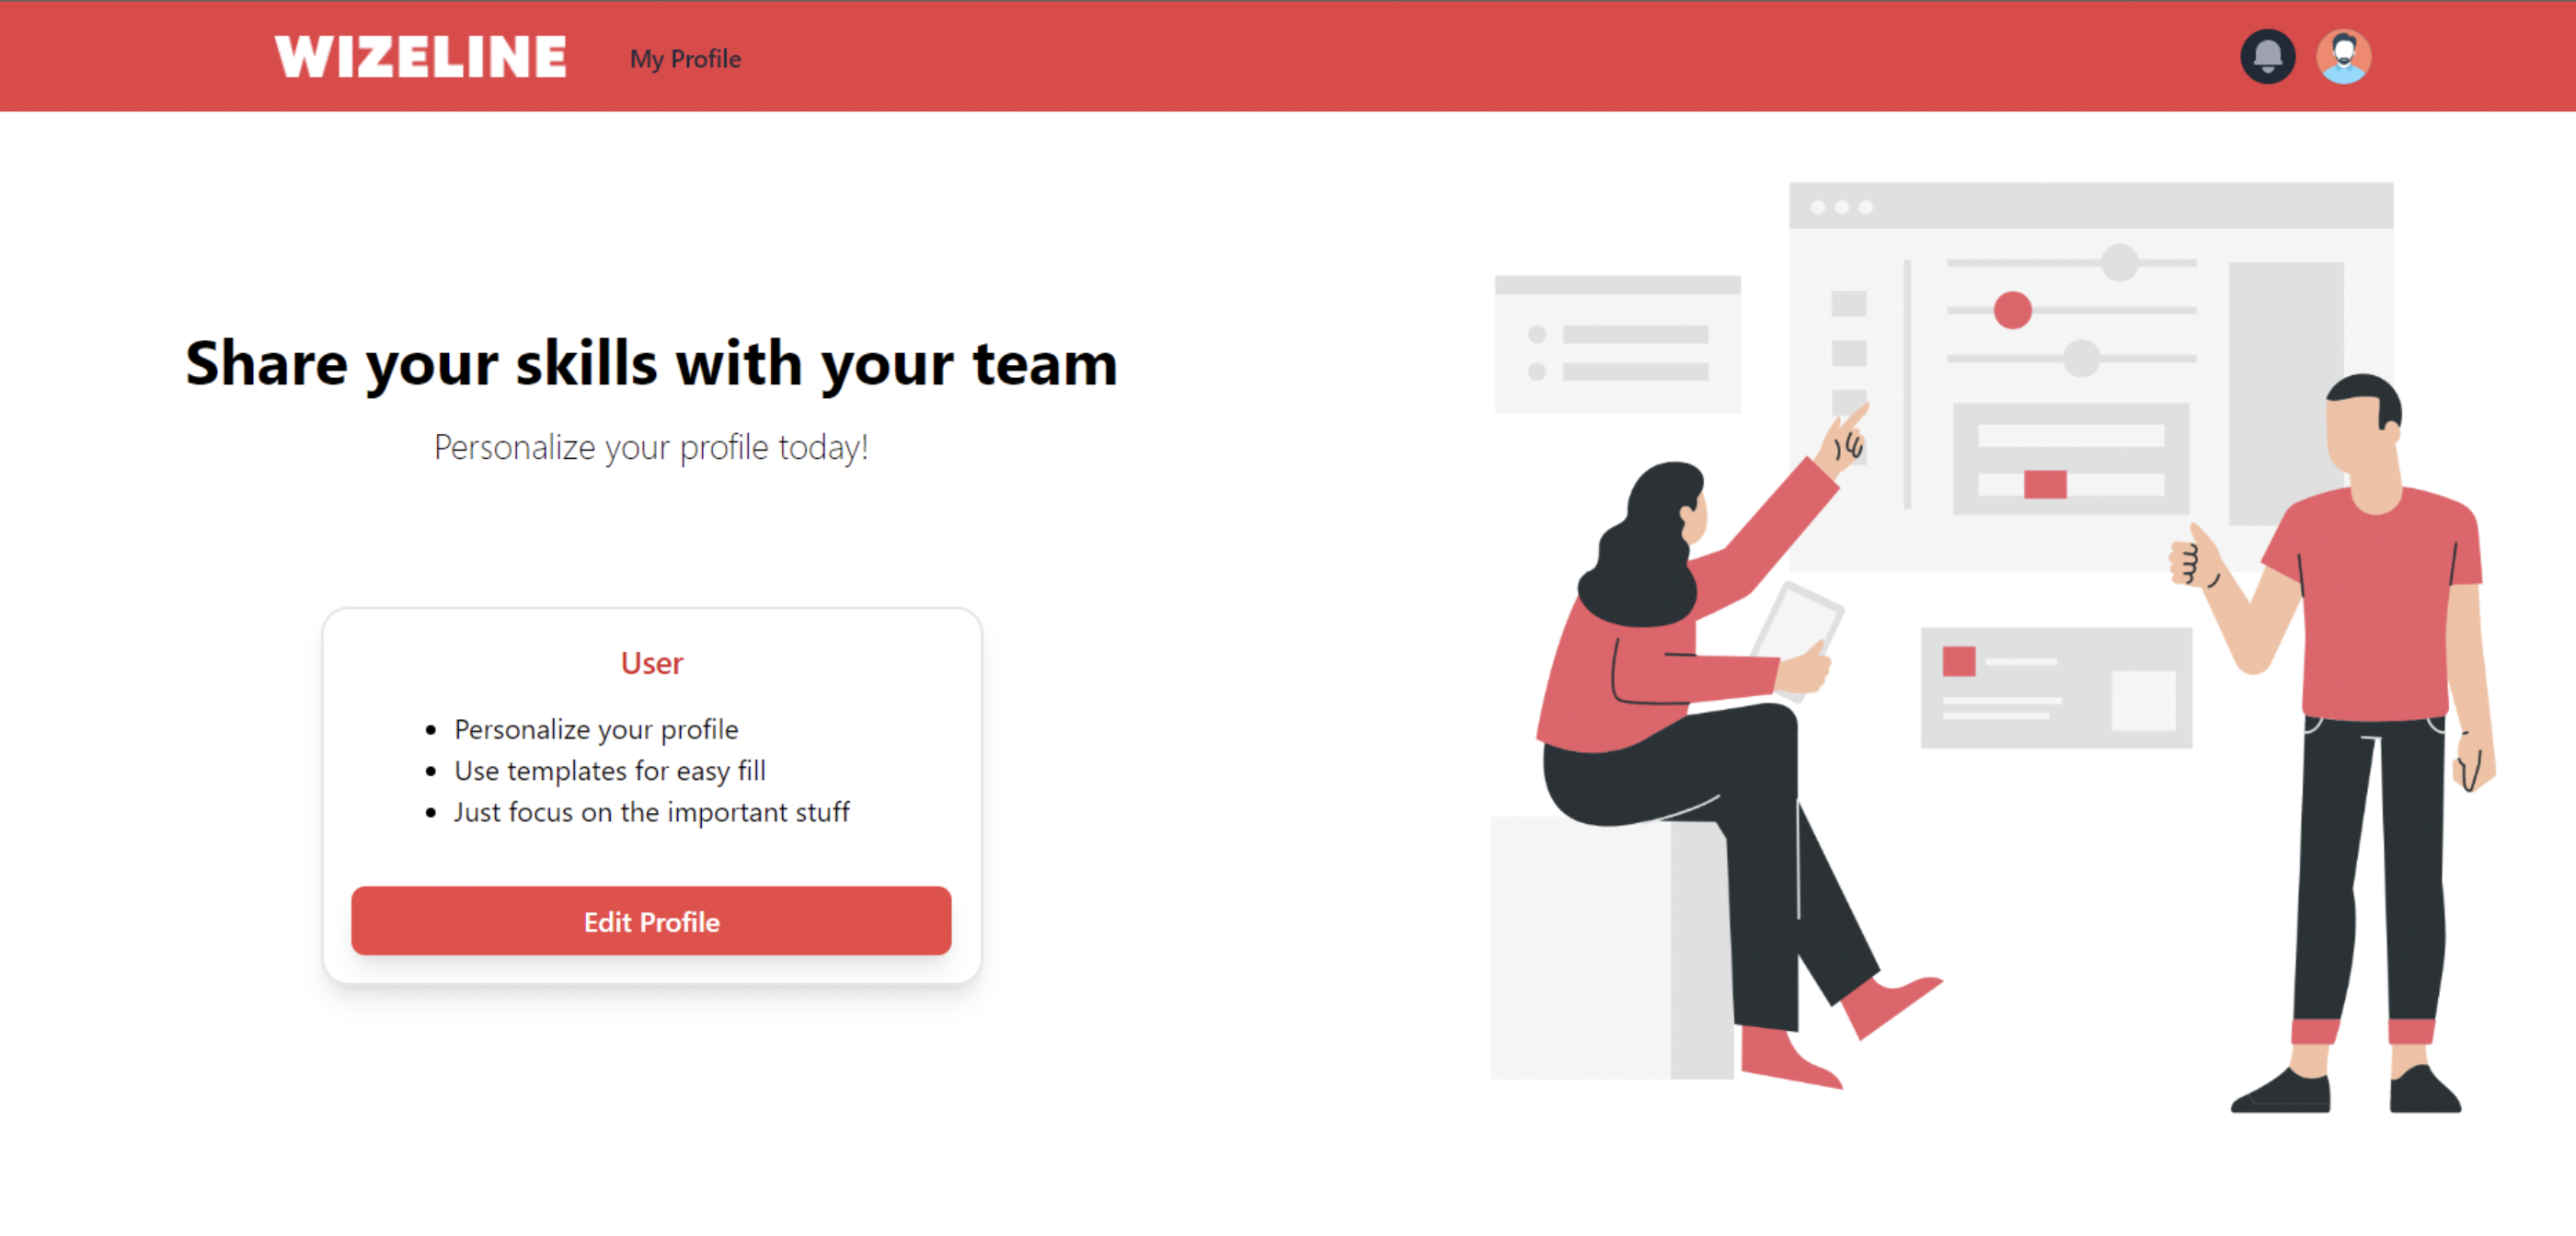 WIZELINE
My Profile
Share your skills with your team
Personalize your profile today!
User
Personalize your profile
Use templates for easy fill
Just focus on the important stuff
Edit Profile